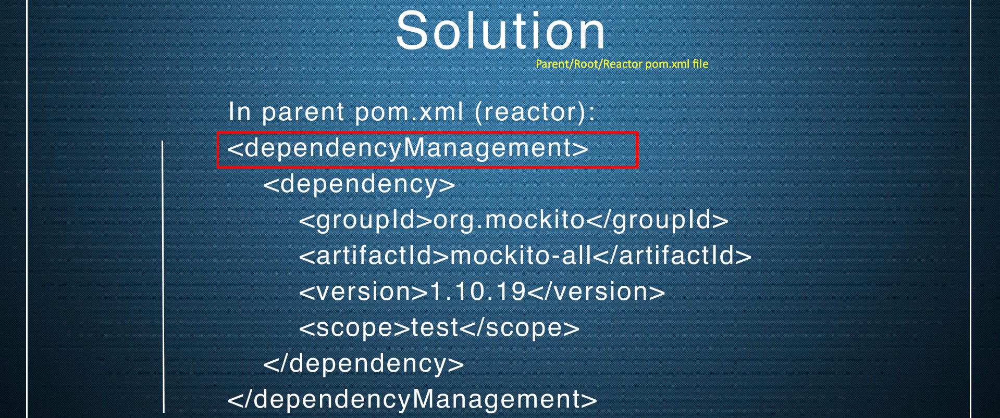 Solution
Parent/Root/Reactor pom.xml file
In parent pom.xml (reactor):
<dependencyManagement>
<dependency>
<groupId>org.mockito</groupId>
<artifactId>mockito-all</artifactId>
<version>1.10.19</version>
<scope>test</scope>
</dependency>
</dependencyManagement>